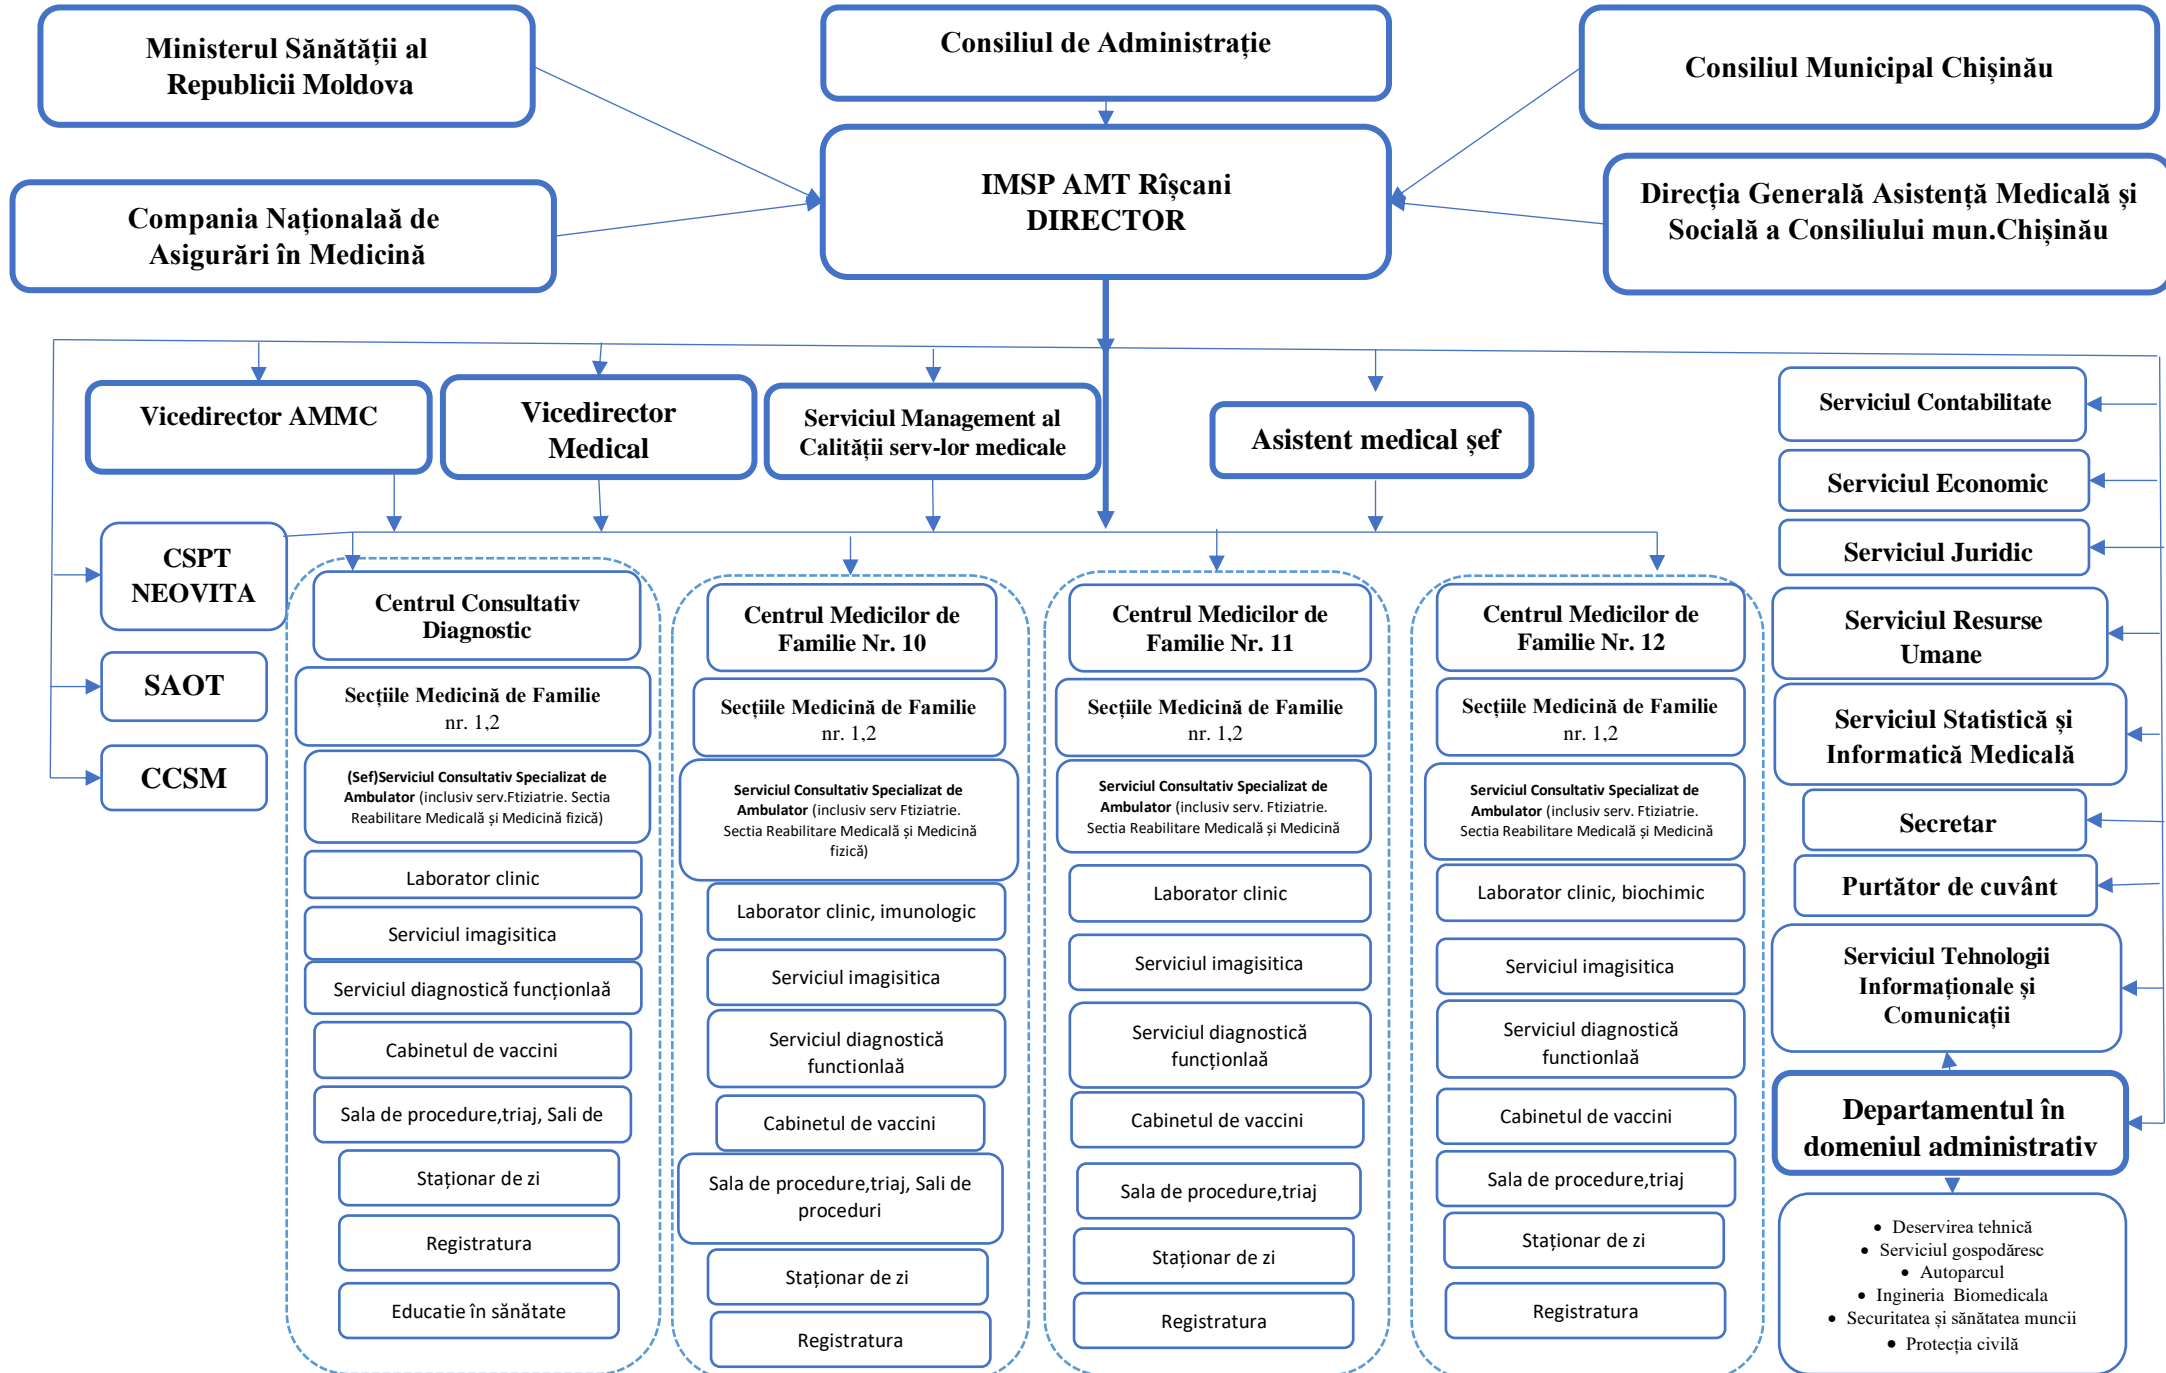 Ministerul Sănătății al
Republicii Moldova
Consiliul de Administrație
Consiliul Municipal Chișinău
Compania Naționalaă de
Asigurări în Medicină
IMSP AMT Rîșcani
DIRECTOR
Direcția Generală Asistență Medicală și
Socială a Consiliului mun.Chișinău
Vicedirector AMMC
Vicedirector
Medical
Serviciul Management al
Calității serv-lor medicale
Asistent medical șef
CSPT
NEOVITA
SAOT
CCSM
Centrul Consultativ
Diagnostic
Secțiile Medicină de Familie
nr. 1,2
(Sef)Serviciul Consultativ Specializat de
Ambulator (inclusiv serv.Ftiziatrie. Sectia
Reabilitare Medicală și Medicină fizică)
Laborator clinic
Serviciul imagisitica
Serviciul diagnostică funcționlaă
Cabinetul de vaccini
Sala de procedure,triaj, Sali de
Staționar de zi
Registratura
Educatie în sănătate
Centrul Medicilor de
Familie Nr. 10
Secțiile Medicină de Familie
nr. 1,2
Serviciul Consultativ Specializat de
Ambulator (inclusiv serv Ftiziatrie.
Sectia Reabilitare Medicală și Medicină
fizică)
Laborator clinic, imunologic
Serviciul imagisitica
Serviciul diagnostică
functionlaă
Cabinetul de vaccini
Sala de procedure,triaj, Sali de
proceduri
Staționar de zi
Registratura
Centrul Medicilor de
Familie Nr. 11
Secțiile Medicină de Familie
nr. 1,2
Serviciul Consultativ Specializat de
Ambulator (inclusiv serv. Ftiziatrie.
Sectia Reabilitare Medicală și Medicină
Laborator clinic
Serviciul imagisitica
Serviciul diagnostică
funcționlaă
Cabinetul de vaccini
Sala de procedure,triaj
Staționar de zi
Registratura
Centrul Medicilor de
Familie Nr. 12
Secțiile Medicină de Familie
nr. 1,2
Serviciul Consultativ Specializat de
Ambulator (inclusiv serv. Ftiziatrie.
Sectia Reabilitare Medicală și Medicină
Laborator clinic, biochimic
Serviciul imagisitica
Serviciul diagnostică
functionlaă
Cabinetul de vaccini
Sala de procedure,triaj
Staționar de zi
Registratura
Serviciul Contabilitate
Serviciul Economic
Serviciul Juridic
Serviciul Resurse
Umane
Serviciul Statistică și
Informatică Medicală
Secretar
Purtător de cuvânt
Serviciul Tehnologii
Informaționale și
Comunicații
Departamentul în
domeniul administrativ
• Deservirea tehnică
• Serviciul gospodăresc
• Autoparcul
• Ingineria Biomedicala
• Securitatea și sănătatea muncii
• Protecția civilă